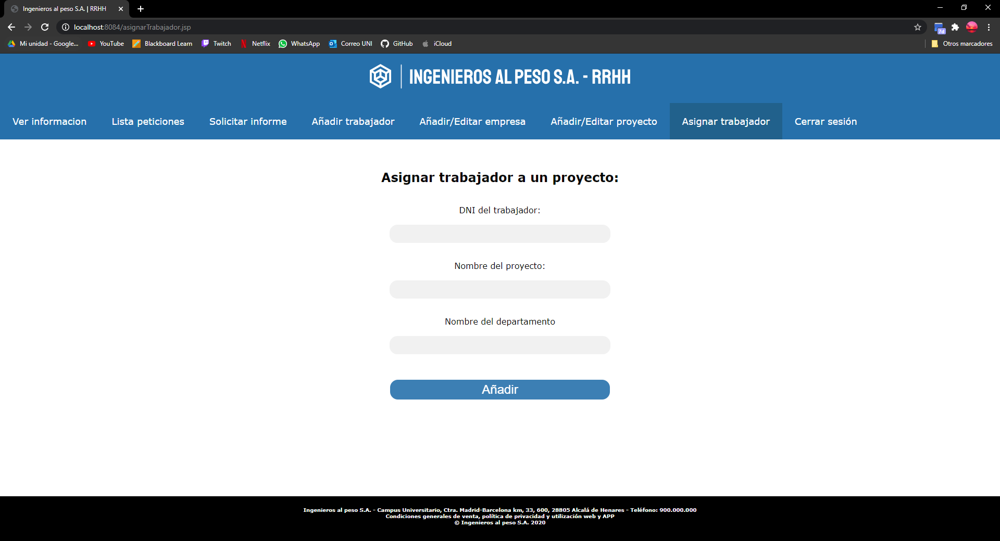 Ingenieros al peso S.A. | RRHH
localhost:8084/asignarTrabajador.jsp
7d
Mi unidad - Google... YouTube Blackboard Learn Twitch Netflix WhatsApp Correo UNI GitHub iCloud Otros marcadores
INGENIEROS AL PESO S.A. - RRHH
Ver informacion Lista peticiones Solicitar informe Añadir trabajador Añadir/Editar empresa Añadir/Editar proyecto Asignar trabajador Cerrar sesión
Asignar trabajador a un proyecto:
DNI del trabajador:
Nombre del proyecto:
Nombre del departamento
Añadir
Ingenieros al peso S.A. - Campus Universitario, Ctra. Madrid-Barcelona km, 33, 600, 28805 Alcalá de Henares - Teléfono: 900.000.000
Condiciones generales de venta, política de privacidad y utilización web y APP
© Ingenieros al peso S.A. 2020